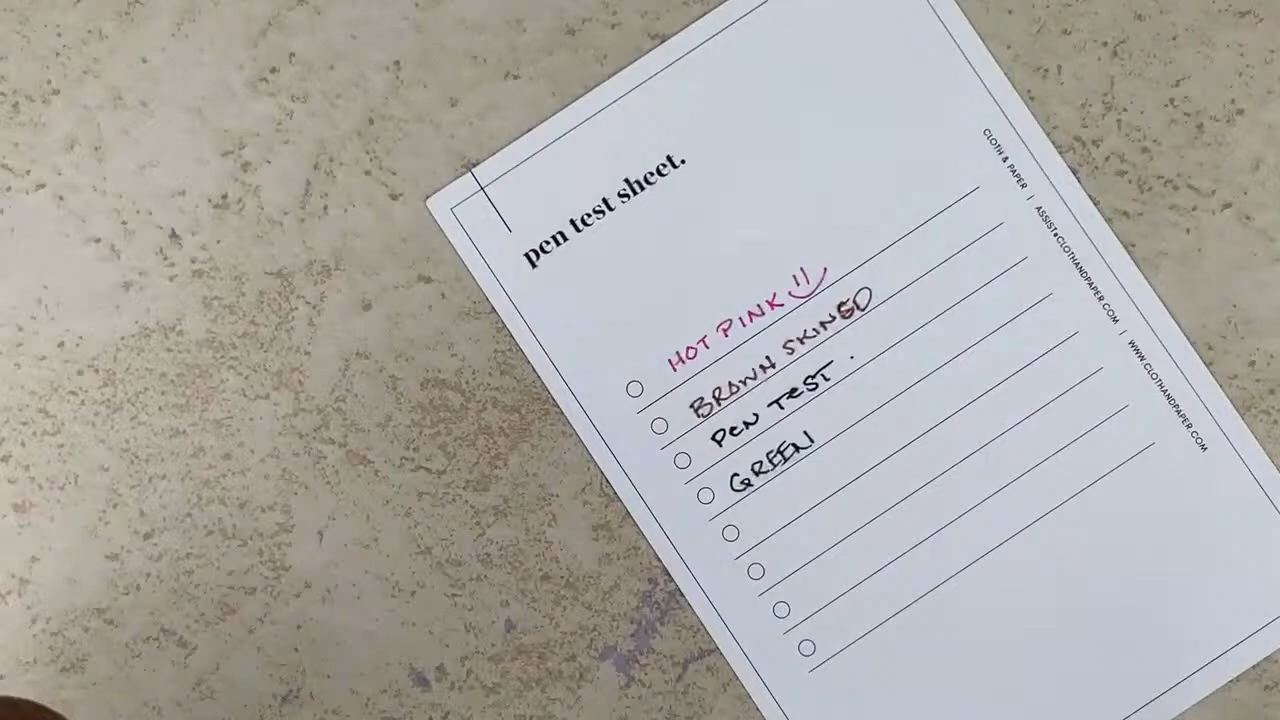 pen test sheet.
HOT PINK
BROWN SKINED
PEN TEST.
GREEN
CLOTH & PAPER | ASSIST@CLOTHANDPAPER.COM | WWW.CLOTHANDPAPER.COM